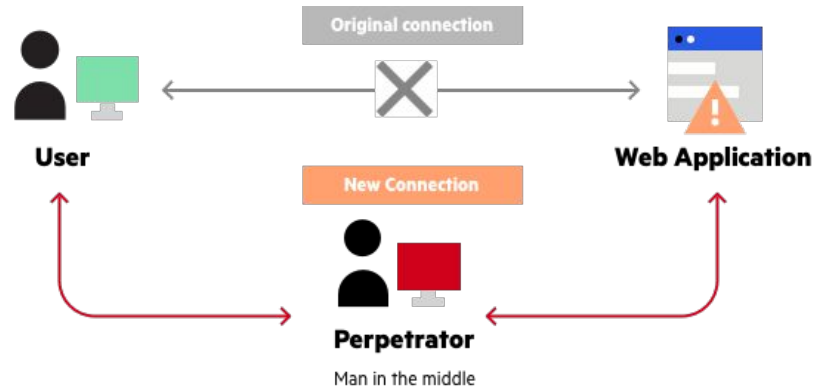 Original connection
User
Web Application
New Connection
Perpetrator
Man in the middle